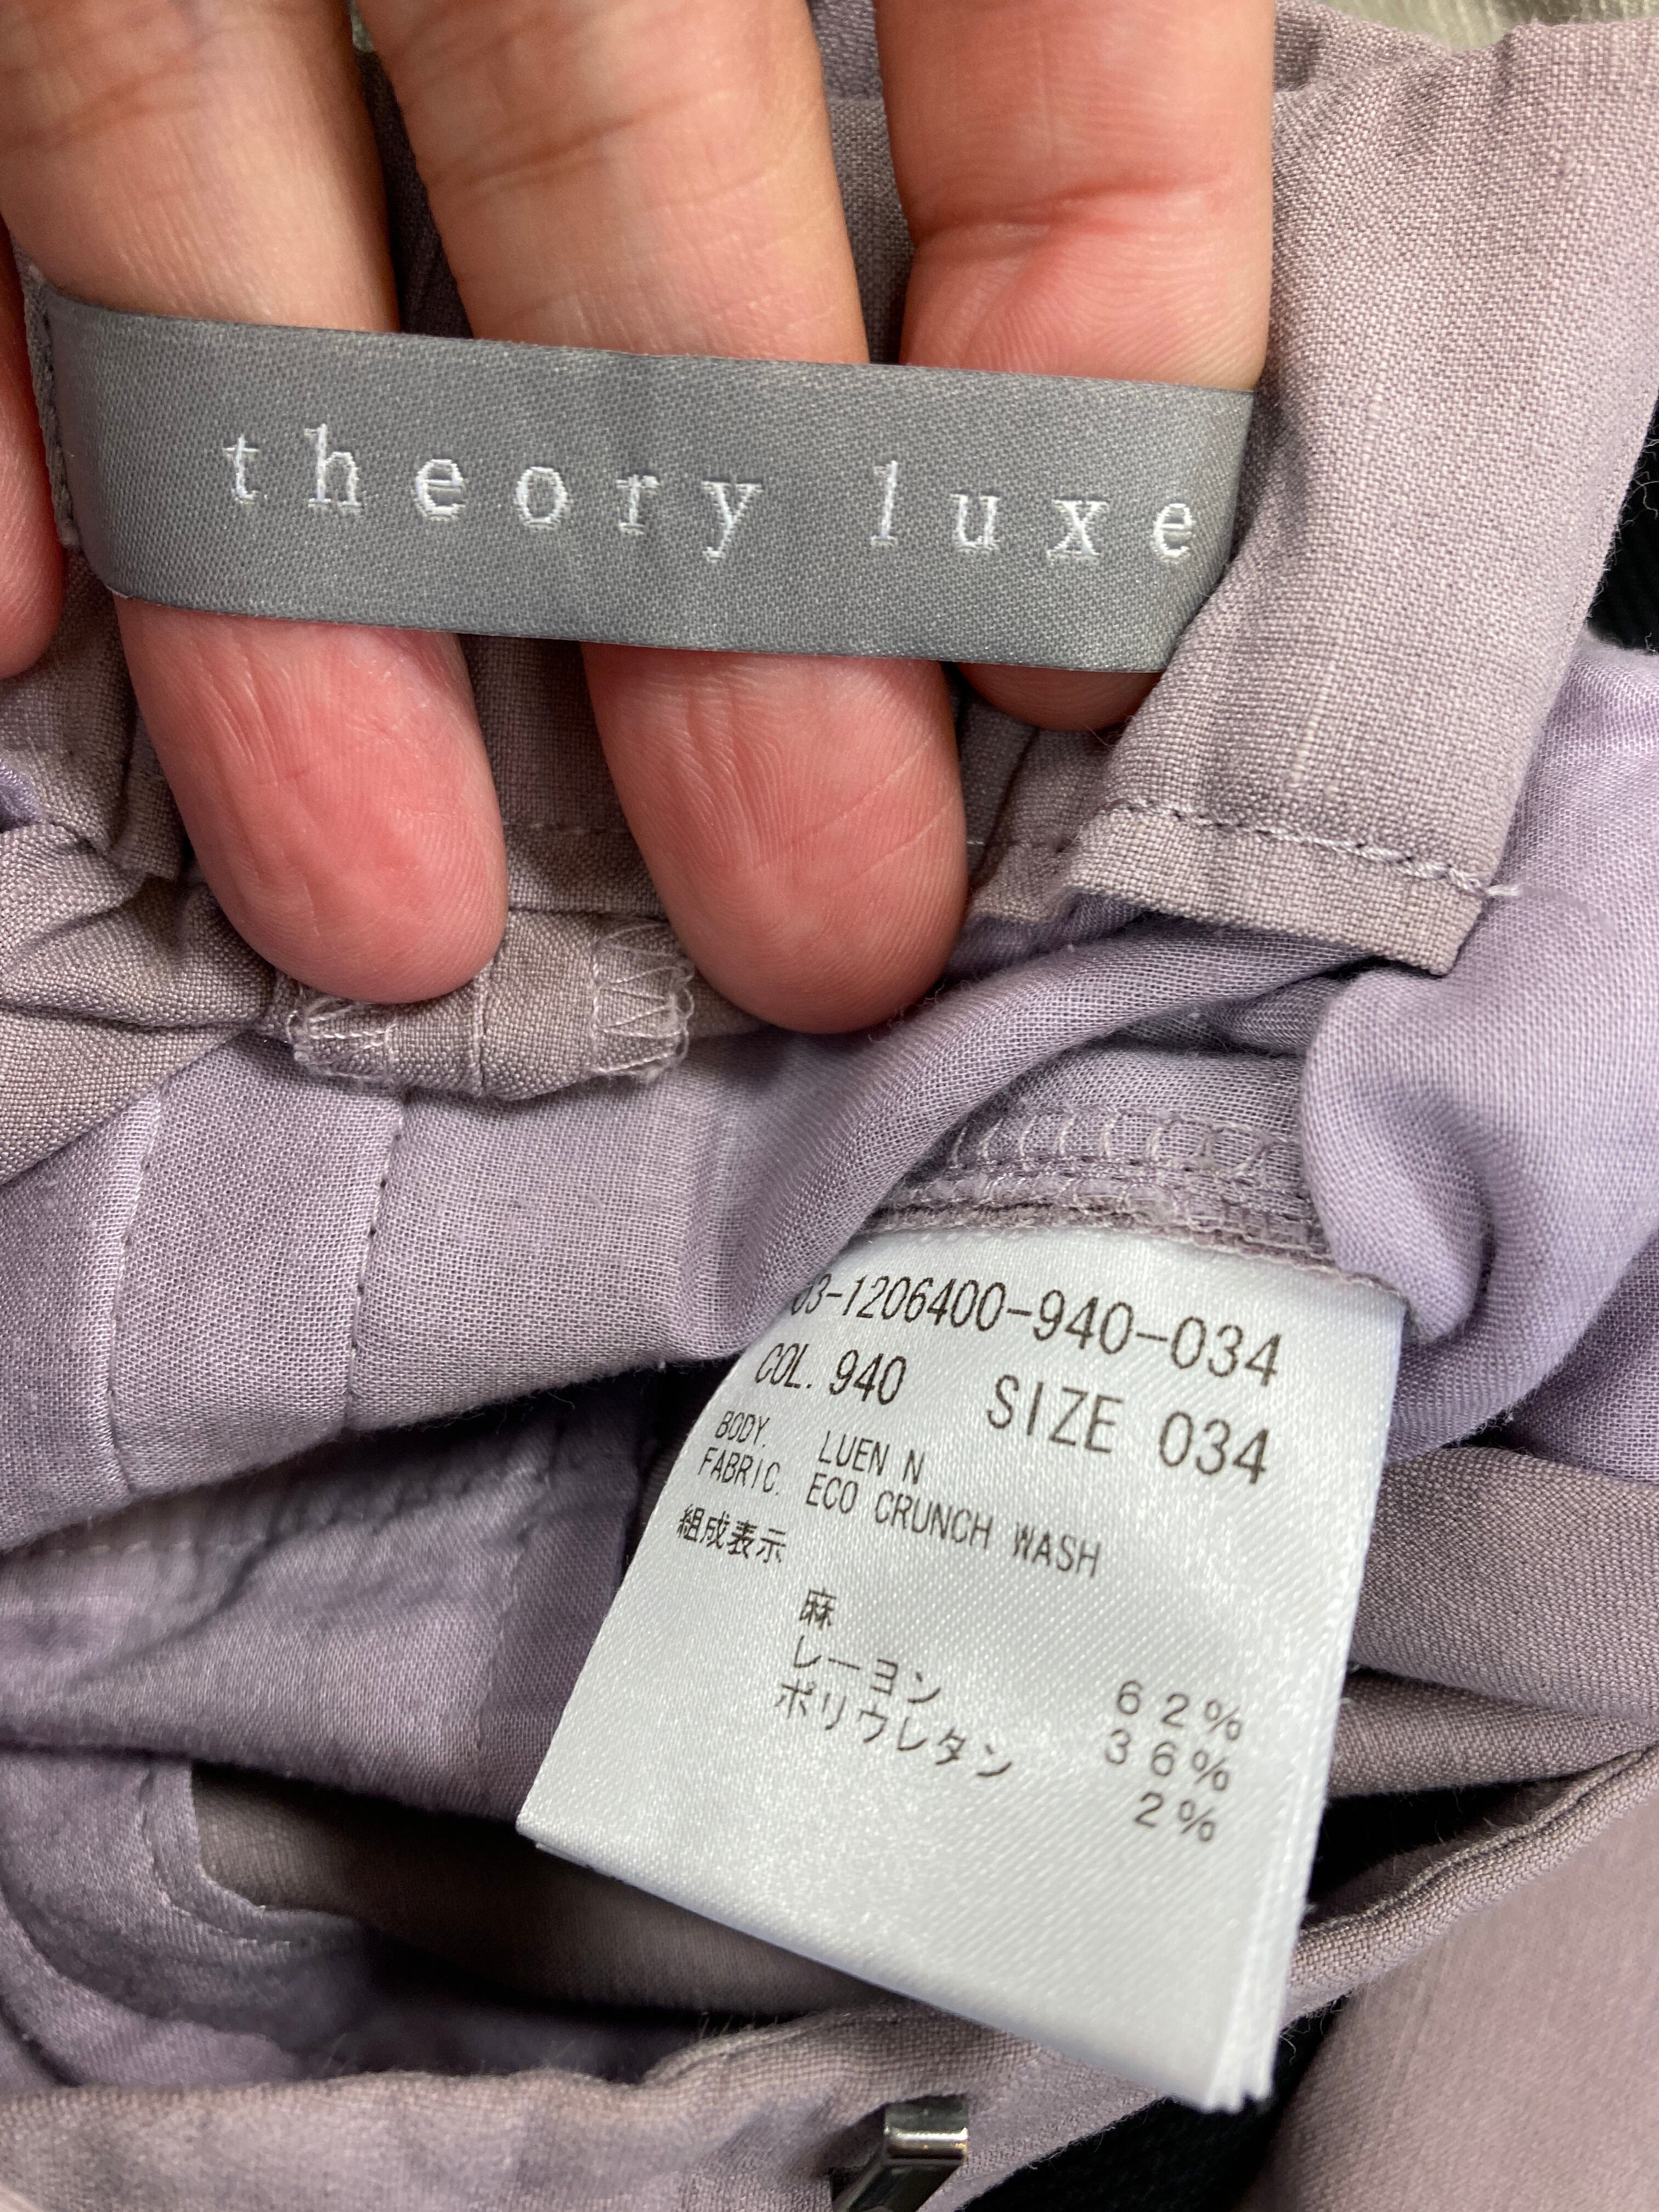 theory luxe
03-1206400-940-034
COL. 940 SIZE 034
BODY. LUEN N
FABRIC. ECO CRUNCH WASH
組成表示
麻 62%
レーヨン 36%
ポリウレタン 2%